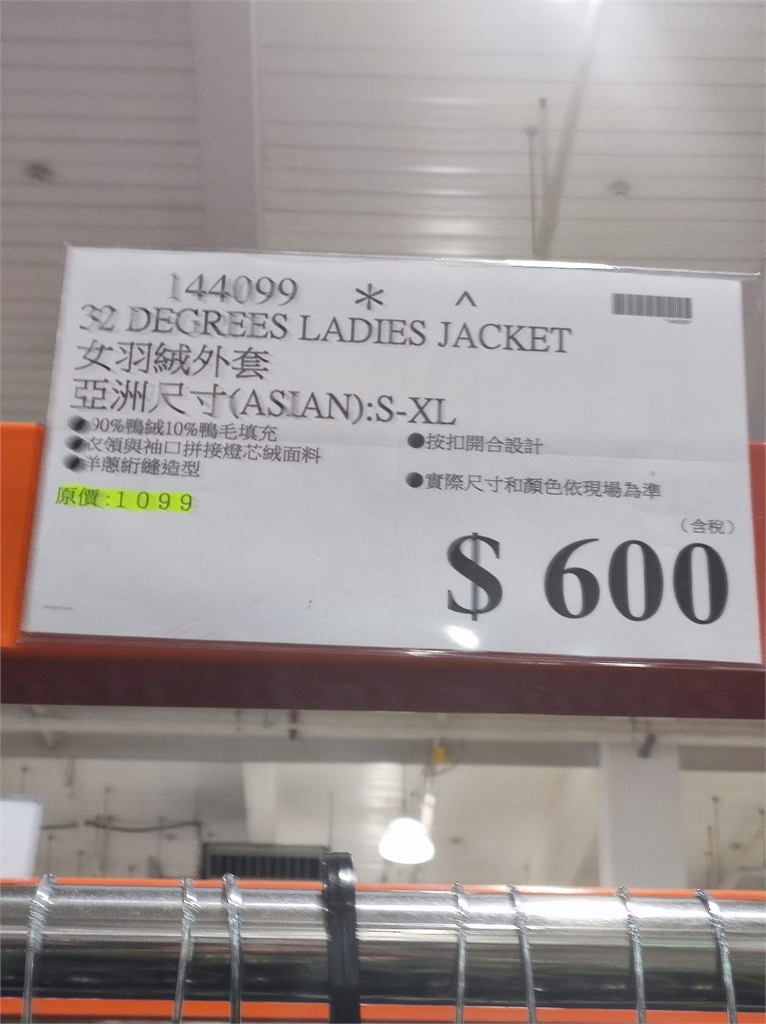 144099 * ^
32 DEGREES LADIES JACKET
女羽絨外套
亞洲尺寸(ASIAN):S-XL
●90%鴨絨10%鴨毛填充
●衣領與袖口拼接燈芯絨面料
●洋蔥絎縫造型
●按扣開合設計
●實際尺寸和顏色依現場為準
原價:1099
(含稅)
$ 600